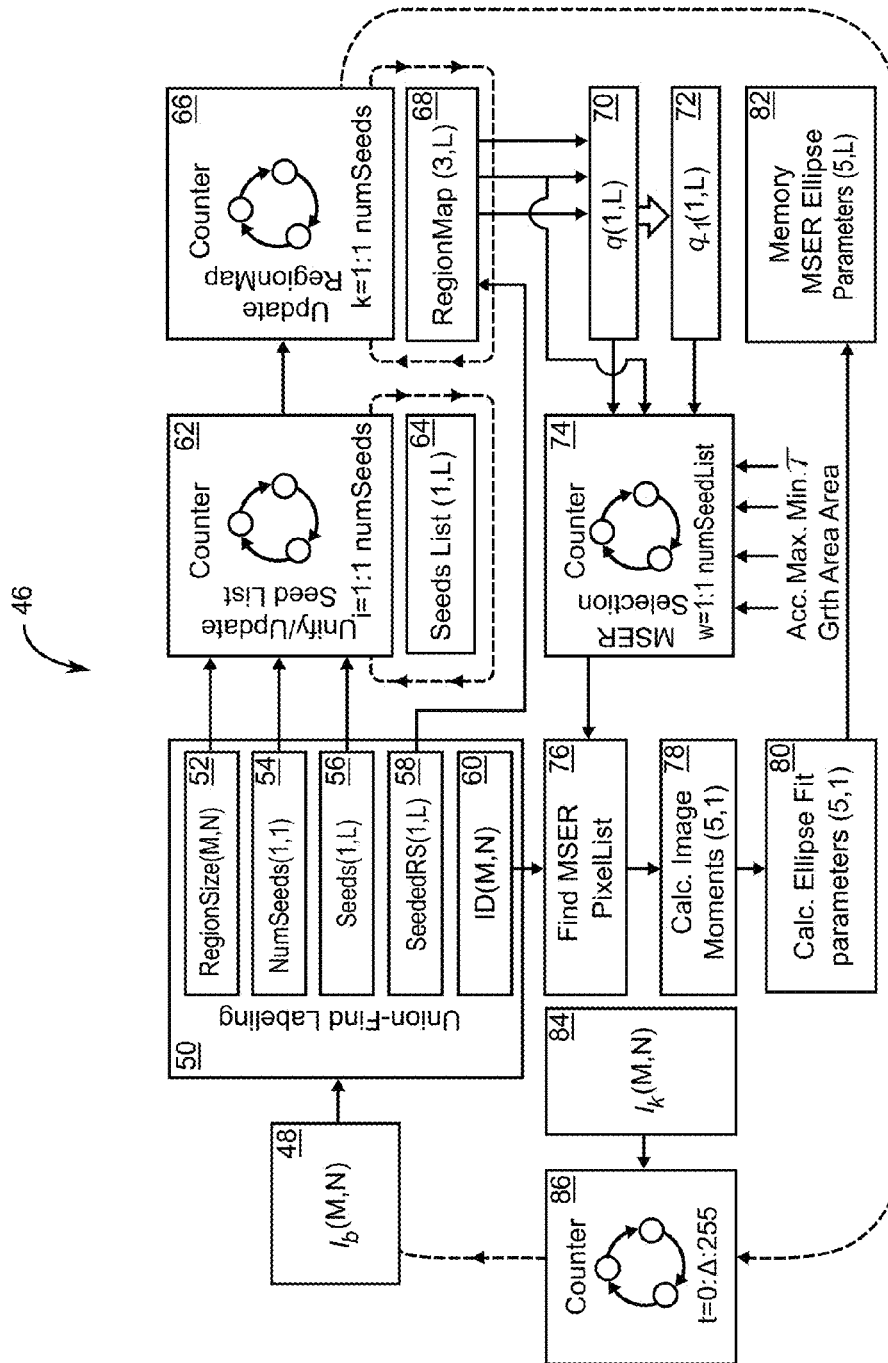 46
48
I_b(M,N)
50
Union-Find Labeling
RegionSize(M,N)
52
NumSeeds(1,1)
54
Seeds(1,L)
56
SeededRS(1,L)
58
ID(M,N)
60
62
Counter
Unify/Update
Seed List
i=1:1 numSeeds
Seeds List (1,L)
64
66
Counter
Update
RegionMap
k=1:1 numSeeds
RegionMap (3,L)
68
q(1,L)
70
q-1(1,L)
72
74
Counter
MSER
Selection
w=1:1 numSeedList
Acc. Max. Min. τ
Grth Area Area
Find MSER
PixelList
76
Calc. Image
Moments (5,1)
78
Calc. Ellipse Fit
parameters (5,1)
80
Memory
MSER Ellipse
Parameters (5,L)
82
84
I_k(M,N)
86
Counter
t=0:Δ:255